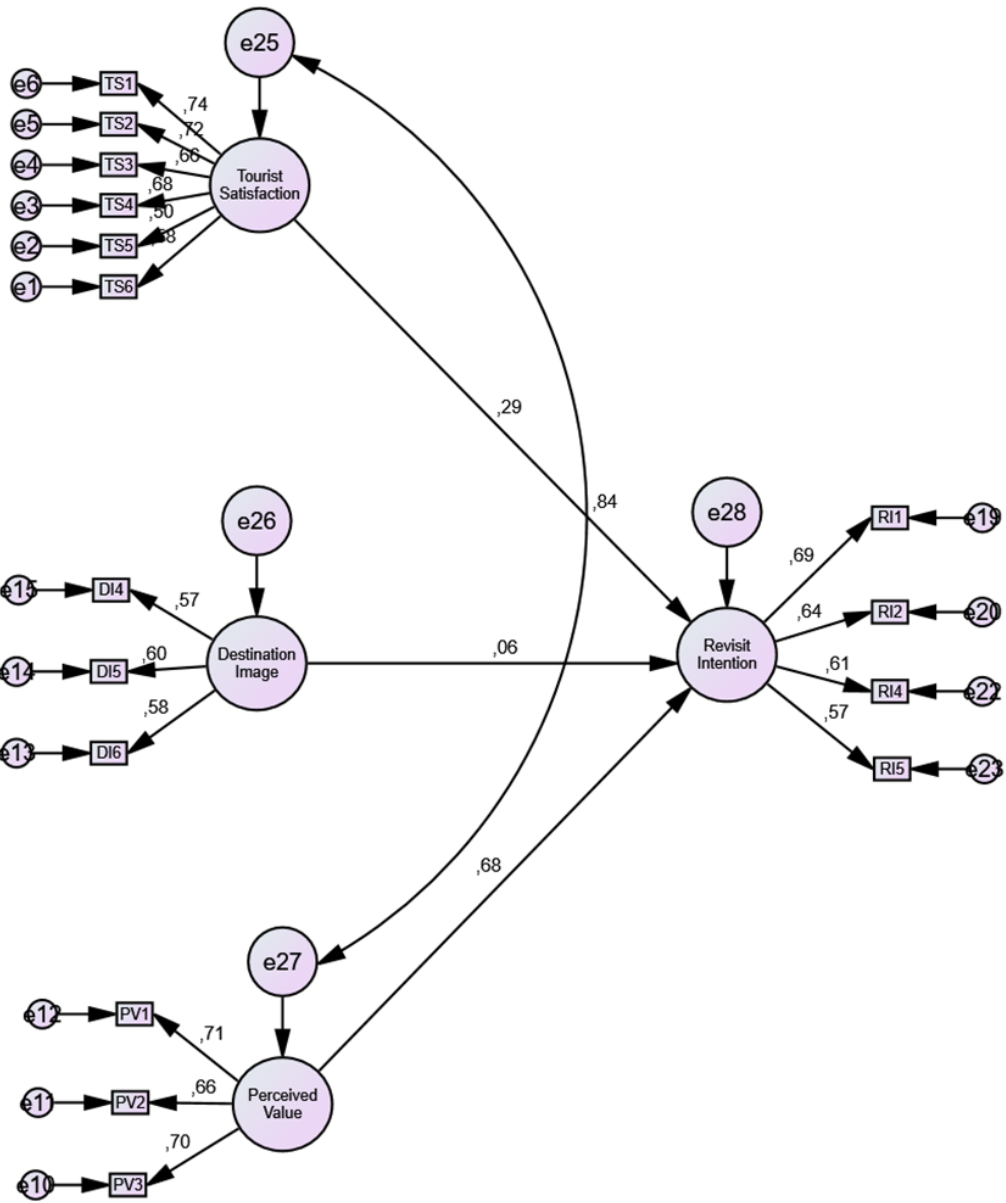 e25
e6
TS1
,74
e5
TS2
,72
e4
TS3
,66
e3
TS4
,68
e2
TS5
,50
e1
TS6
Tourist
Satisfaction
,29
,84
e26
e28
e15
DI4
,57
e14
DI5
,60
e13
DI6
,58
Destination
Image
,06
Revisit
Intention
,69
RI1
e19
,64
RI2
e20
,61
RI4
e22
,57
RI5
e23
,68
e27
e12
PV1
,71
e11
PV2
,66
e10
PV3
,70
Perceived
Value